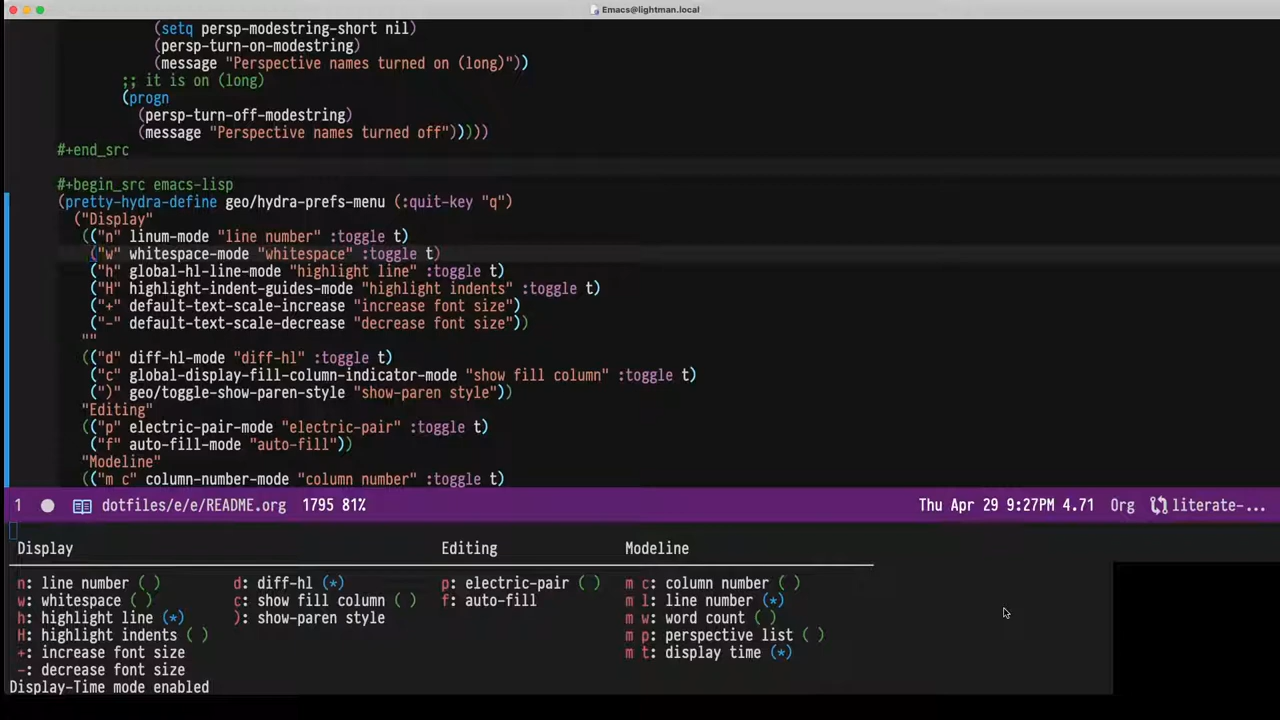 Emacs@lightman.local
(setq persp-modestring-short nil)
(persp-turn-on-modestring)
(message "Perspective names turned on (long)"))
;; it is on (long)
(progn
(persp-turn-off-modestring)
(message "Perspective names turned off")))))
#+end_src
#+begin_src emacs-lisp
(pretty-hydra-define geo/hydra-prefs-menu (:quit-key "q")
("Display"
(("n" linum-mode "line number" :toggle t)
("w" whitespace-mode "whitespace" :toggle t)
("h" global-hl-line-mode "highlight line" :toggle t)
("H" highlight-indent-guides-mode "highlight indents" :toggle t)
("+" default-text-scale-increase "increase font size")
("-" default-text-scale-decrease "decrease font size"))
""
(("d" diff-hl-mode "diff-hl" :toggle t)
("c" global-display-fill-column-indicator-mode "show fill column" :toggle t)
(")" geo/toggle-show-paren-style "show-paren style"))
"Editing"
(("p" electric-pair-mode "electric-pair" :toggle t)
("f" auto-fill-mode "auto-fill"))
"Modeline"
(("m c" column-number-mode "column number" :toggle t)
1 dotfiles/e/e/README.org 1795 81% Thu Apr 29 9:27PM 4.71 Org literate-...
Display Editing Modeline
n: line number ( ) d: diff-hl (*) p: electric-pair ( ) m c: column number ( )
w: whitespace ( ) c: show fill column ( ) f: auto-fill m l: line number (*)
h: highlight line (*) ): show-paren style m w: word count ( )
H: highlight indents ( ) m p: perspective list ( )
+: increase font size m t: display time (*)
-: decrease font size
Display-Time mode enabled